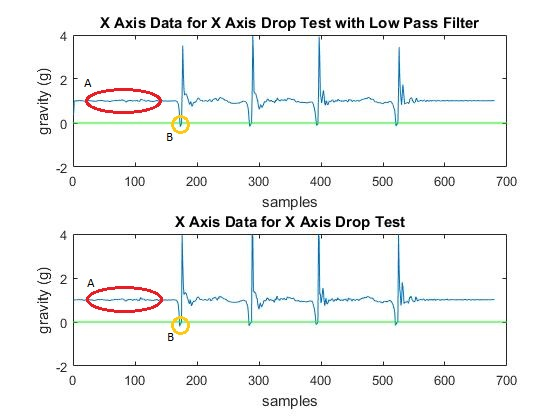 X Axis Data for X Axis Drop Test with Low Pass Filter
4
A
2
gravity (g)
0
B
-2
0 100 200 300 400 500 600 700
samples
X Axis Data for X Axis Drop Test
4
A
2
gravity (g)
0
B
-2
0 100 200 300 400 500 600 700
samples